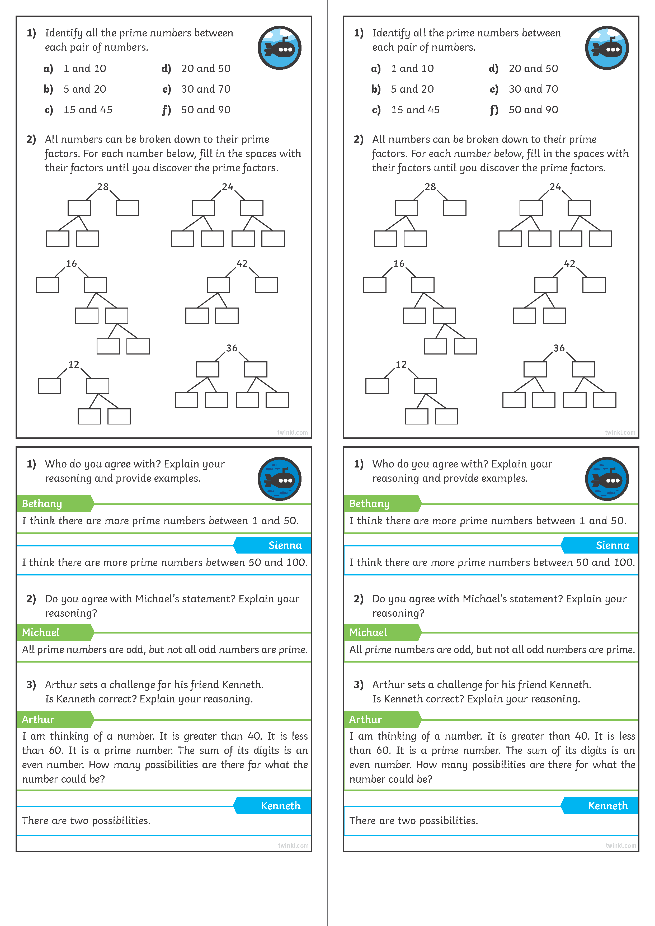 1) Identify all the prime numbers between
each pair of numbers.
a) 1 and 10 d) 20 and 50
b) 5 and 20 e) 30 and 70
c) 15 and 45 f) 50 and 90
2) All numbers can be broken down to their prime
factors. For each number below, fill in the spaces with
their factors until you discover the prime factors.
28 24
16 42
12 36
twinkl.com
1) Who do you agree with? Explain your
reasoning and provide examples.
Bethany
I think there are more prime numbers between 1 and 50.
Sienna
I think there are more prime numbers between 50 and 100.
2) Do you agree with Michael's statement? Explain your
reasoning?
Michael
All prime numbers are odd, but not all odd numbers are prime.
3) Arthur sets a challenge for his friend Kenneth.
Is Kenneth correct? Explain your reasoning.
Arthur
I am thinking of a number. It is greater than 40. It is less
than 60. It is a prime number. The sum of its digits is an
even number. How many possibilities are there for what the
number could be?
Kenneth
There are two possibilities.
twinkl.com
1) Identify all the prime numbers between
each pair of numbers.
a) 1 and 10 d) 20 and 50
b) 5 and 20 e) 30 and 70
c) 15 and 45 f) 50 and 90
2) All numbers can be broken down to their prime
factors. For each number below, fill in the spaces with
their factors until you discover the prime factors.
28 24
16 42
12 36
twinkl.com
1) Who do you agree with? Explain your
reasoning and provide examples.
Bethany
I think there are more prime numbers between 1 and 50.
Sienna
I think there are more prime numbers between 50 and 100.
2) Do you agree with Michael's statement? Explain your
reasoning?
Michael
All prime numbers are odd, but not all odd numbers are prime.
3) Arthur sets a challenge for his friend Kenneth.
Is Kenneth correct? Explain your reasoning.
Arthur
I am thinking of a number. It is greater than 40. It is less
than 60. It is a prime number. The sum of its digits is an
even number. How many possibilities are there for what the
number could be?
Kenneth
There are two possibilities.
twinkl.com